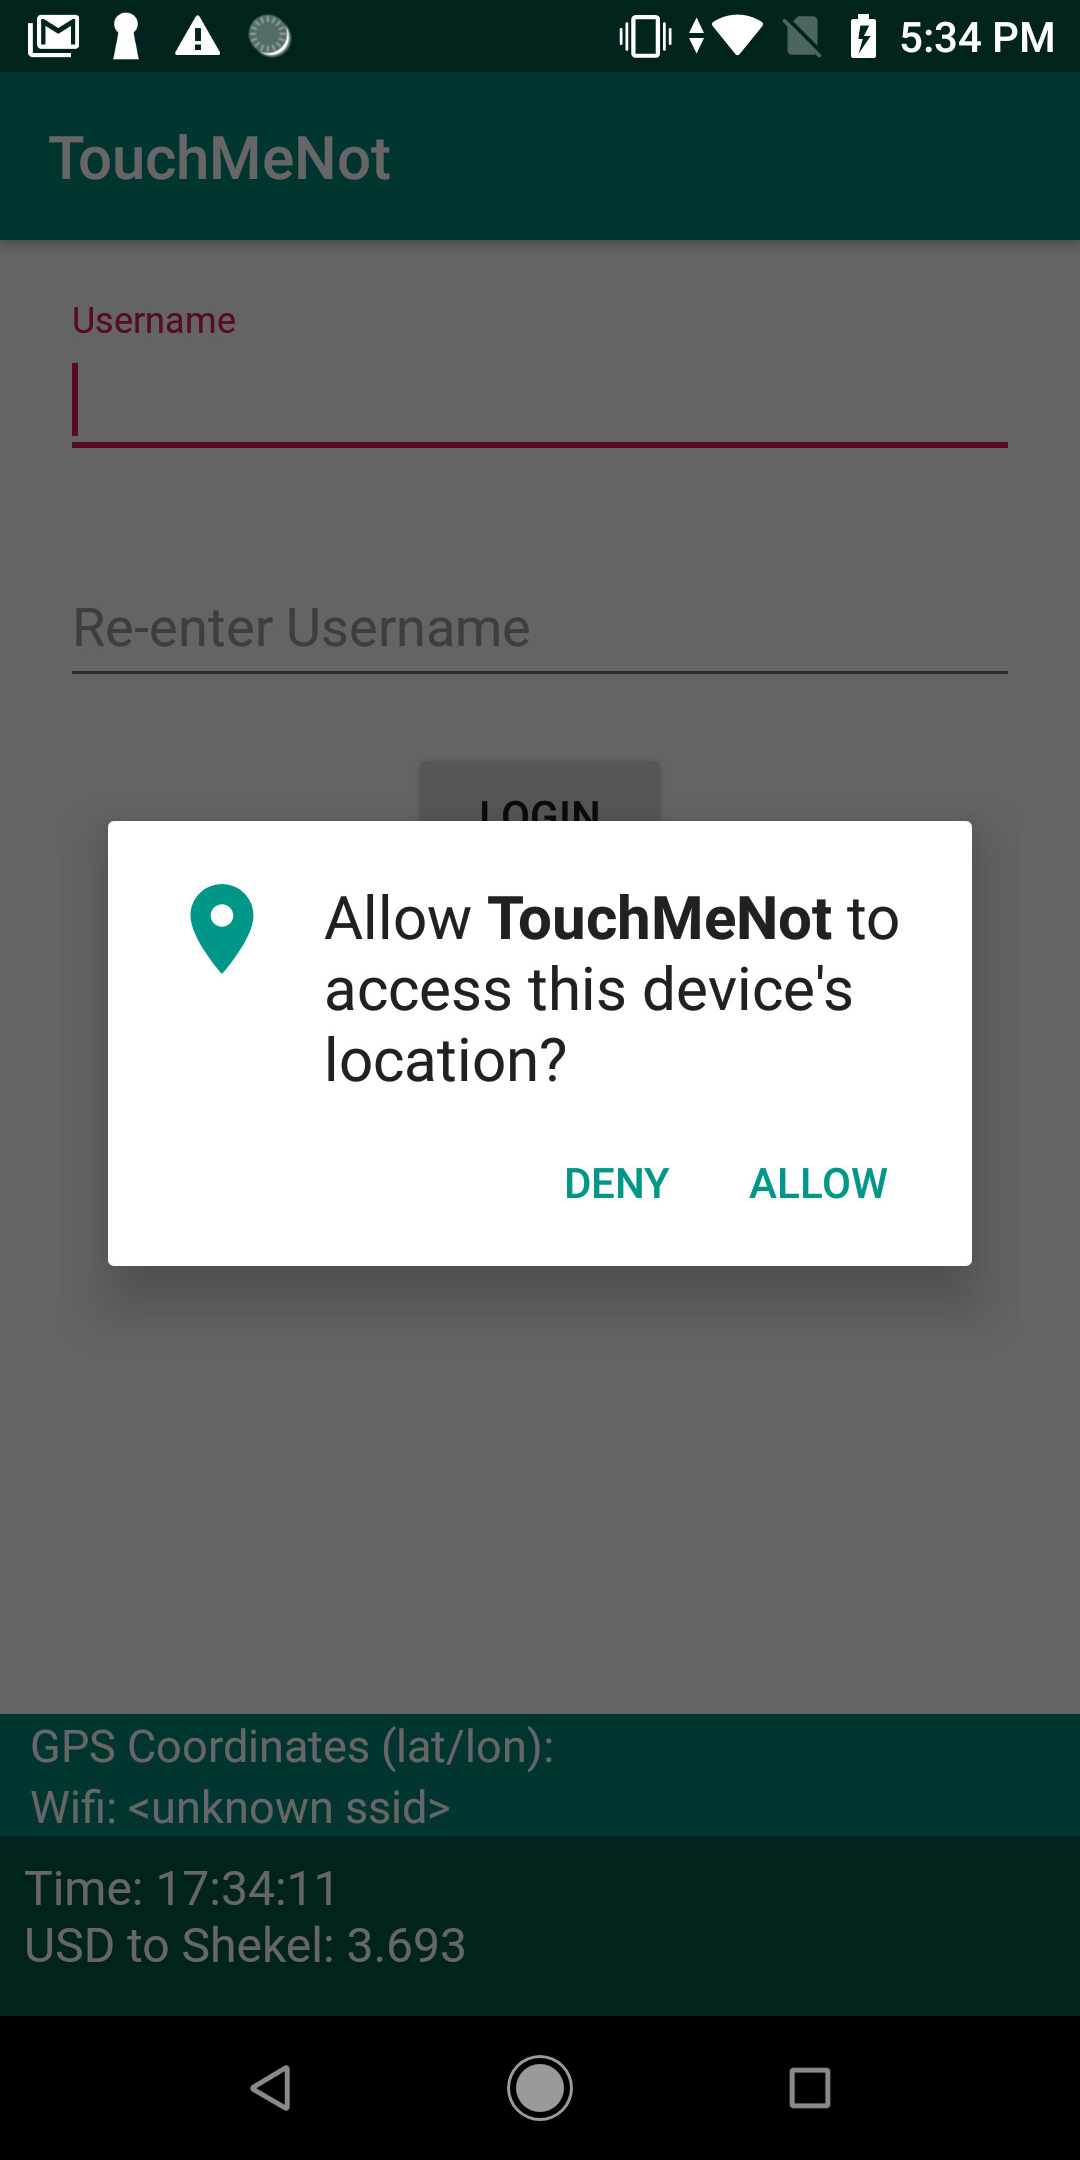 5:34 PM
TouchMeNot
Username
Re-enter Username
LOGIN
Allow TouchMeNot to
access this device's
location?
DENY ALLOW
GPS Coordinates (lat/lon):
Wifi: <unknown ssid>
Time: 17:34:11
USD to Shekel: 3.693